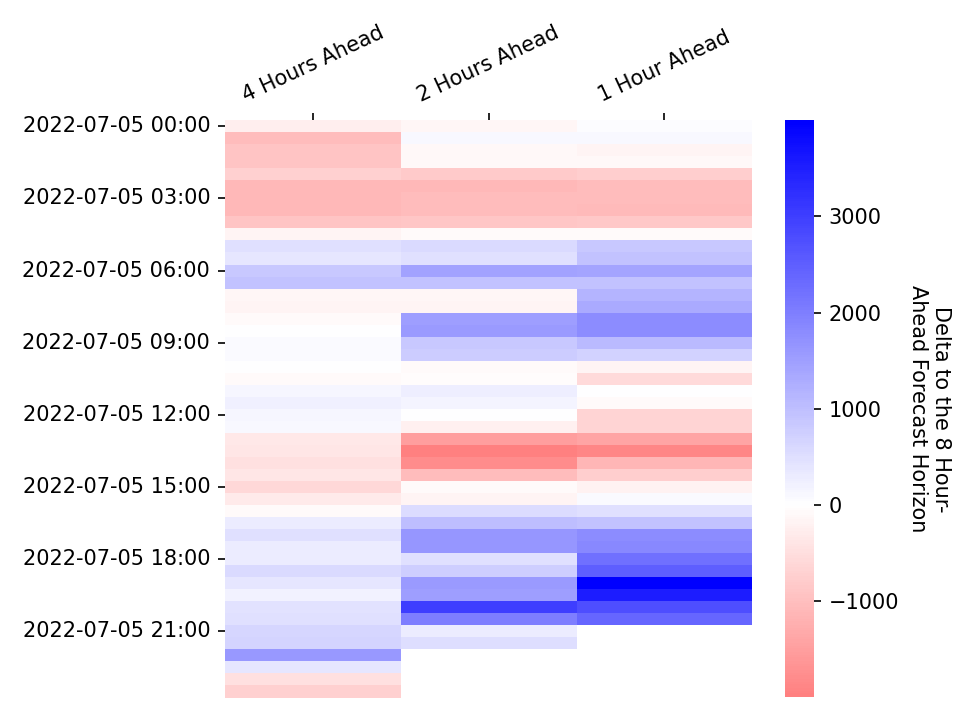 4 Hours Ahead
2 Hours Ahead
1 Hour Ahead
2022-07-05 00:00
2022-07-05 03:00
2022-07-05 06:00
2022-07-05 09:00
2022-07-05 12:00
2022-07-05 15:00
2022-07-05 18:00
2022-07-05 21:00
3000
2000
1000
0
−1000
Delta to the 8 Hour-
Ahead Forecast Horizon